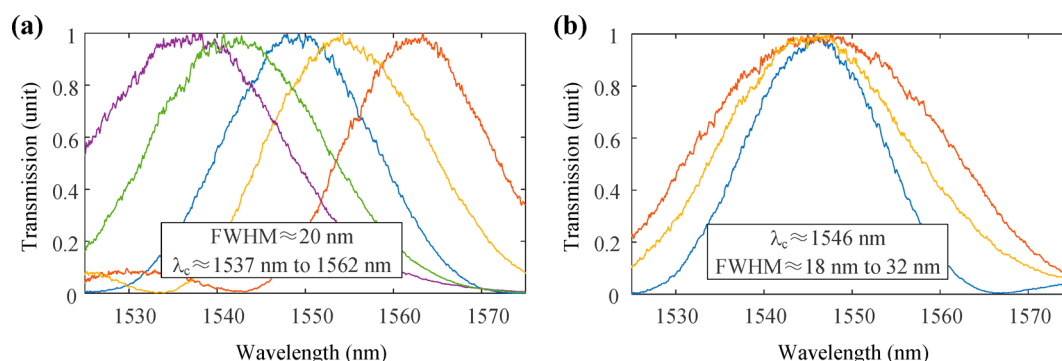 (a)
Transmission (unit)
1
0.8
0.6
0.4
0.2
0
FWHM≈20 nm
λc≈1537 nm to 1562 nm
1530 1540 1550 1560 1570
Wavelength (nm)
(b)
Transmission (unit)
1
0.8
0.6
0.4
0.2
0
λc≈1546 nm
FWHM≈18 nm to 32 nm
1530 1540 1550 1560 1570
Wavelength (nm)